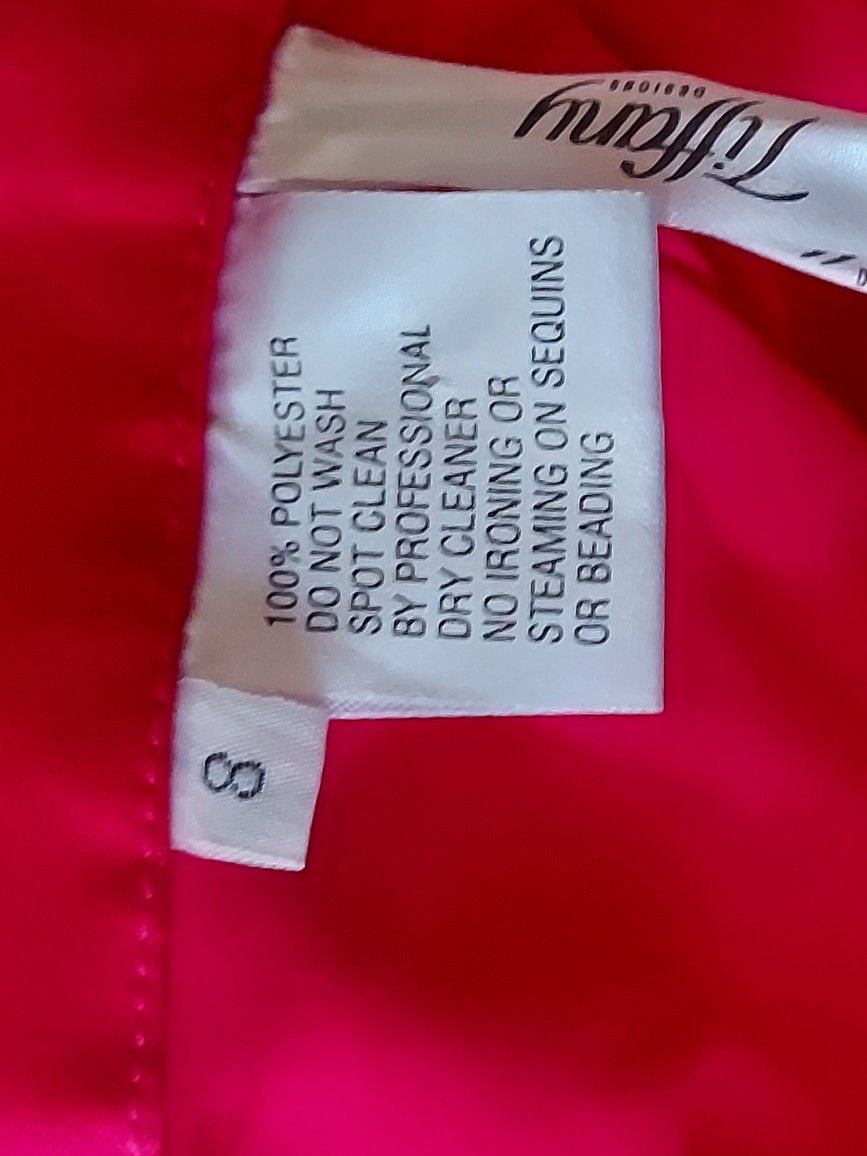 Tiffany
DESIGNS
100% POLYESTER
DO NOT WASH
SPOT CLEAN
BY PROFESSIONAL
DRY CLEANER
NO IRONING OR
STEAMING ON SEQUINS
OR BEADING
8